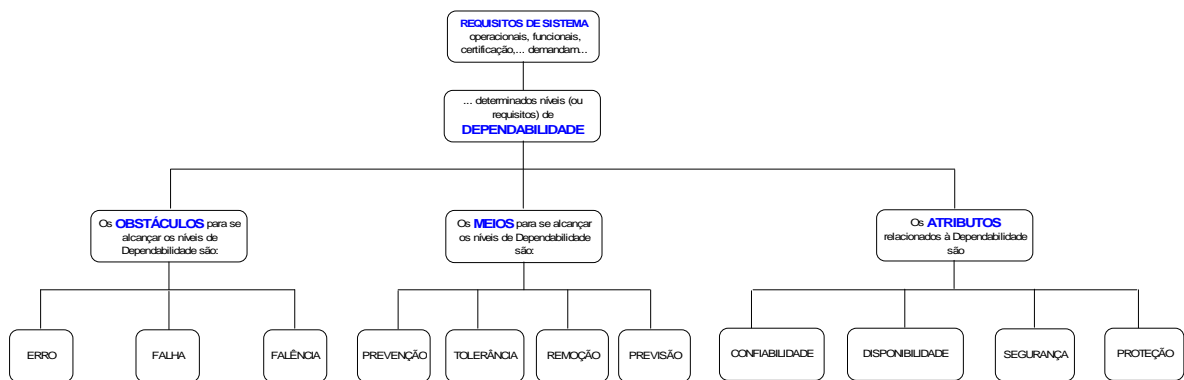 REQUISITOS DE SISTEMA
operacionais, funcionais,
certificação,... demandam...
... determinados níveis (ou
requisitos) de
DEPENDABILIDADE
Os OBSTÁCULOS para se
alcançar os níveis de
Dependabilidade são:
Os MEIOS para se alcançar
os níveis de Dependabilidade
são:
Os ATRIBUTOS
relacionados à Dependabilidade
são
ERRO
FALHA
FALÊNCIA
PREVENÇÃO
TOLERÂNCIA
REMOÇÃO
PREVISÃO
CONFIABILIDADE
DISPONIBILIDADE
SEGURANÇA
PROTEÇÃO